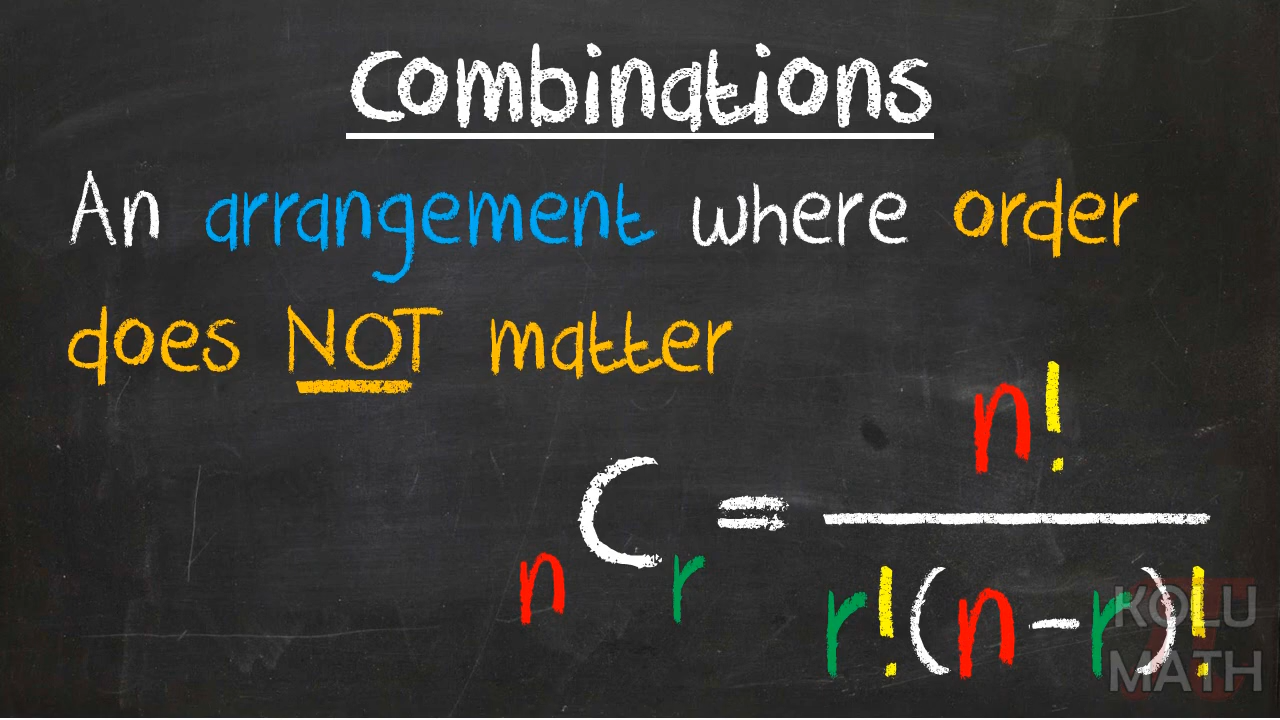 Combinations
An arrangement where order
does NOT matter
nCr = n!
r!(n-r)!
KOLU
MATH